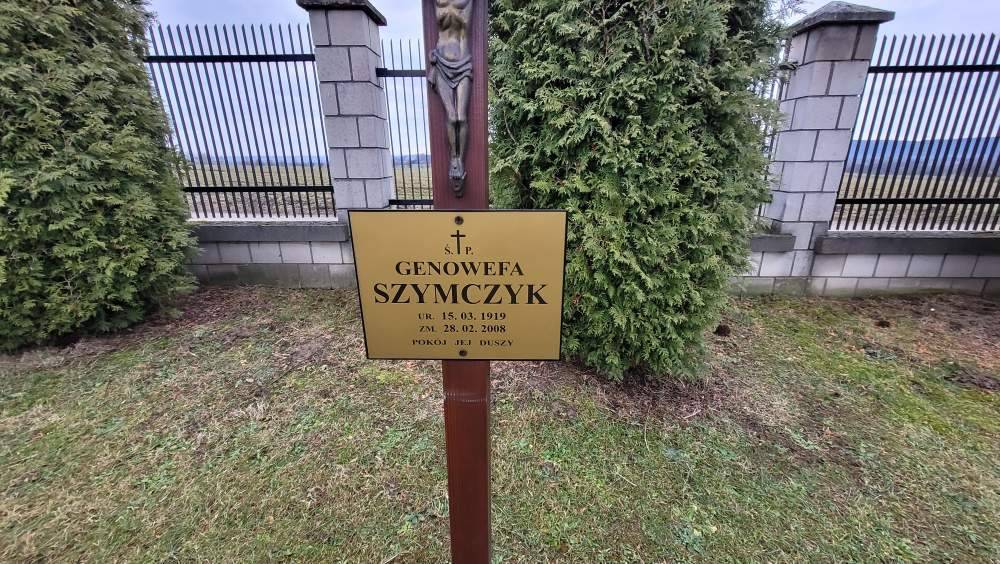 Ś. P.
GENOWEFA
SZYMCZYK
UR. 15. 03. 1919
ZM. 28. 02. 2008
POKÓJ JEJ DUSZY